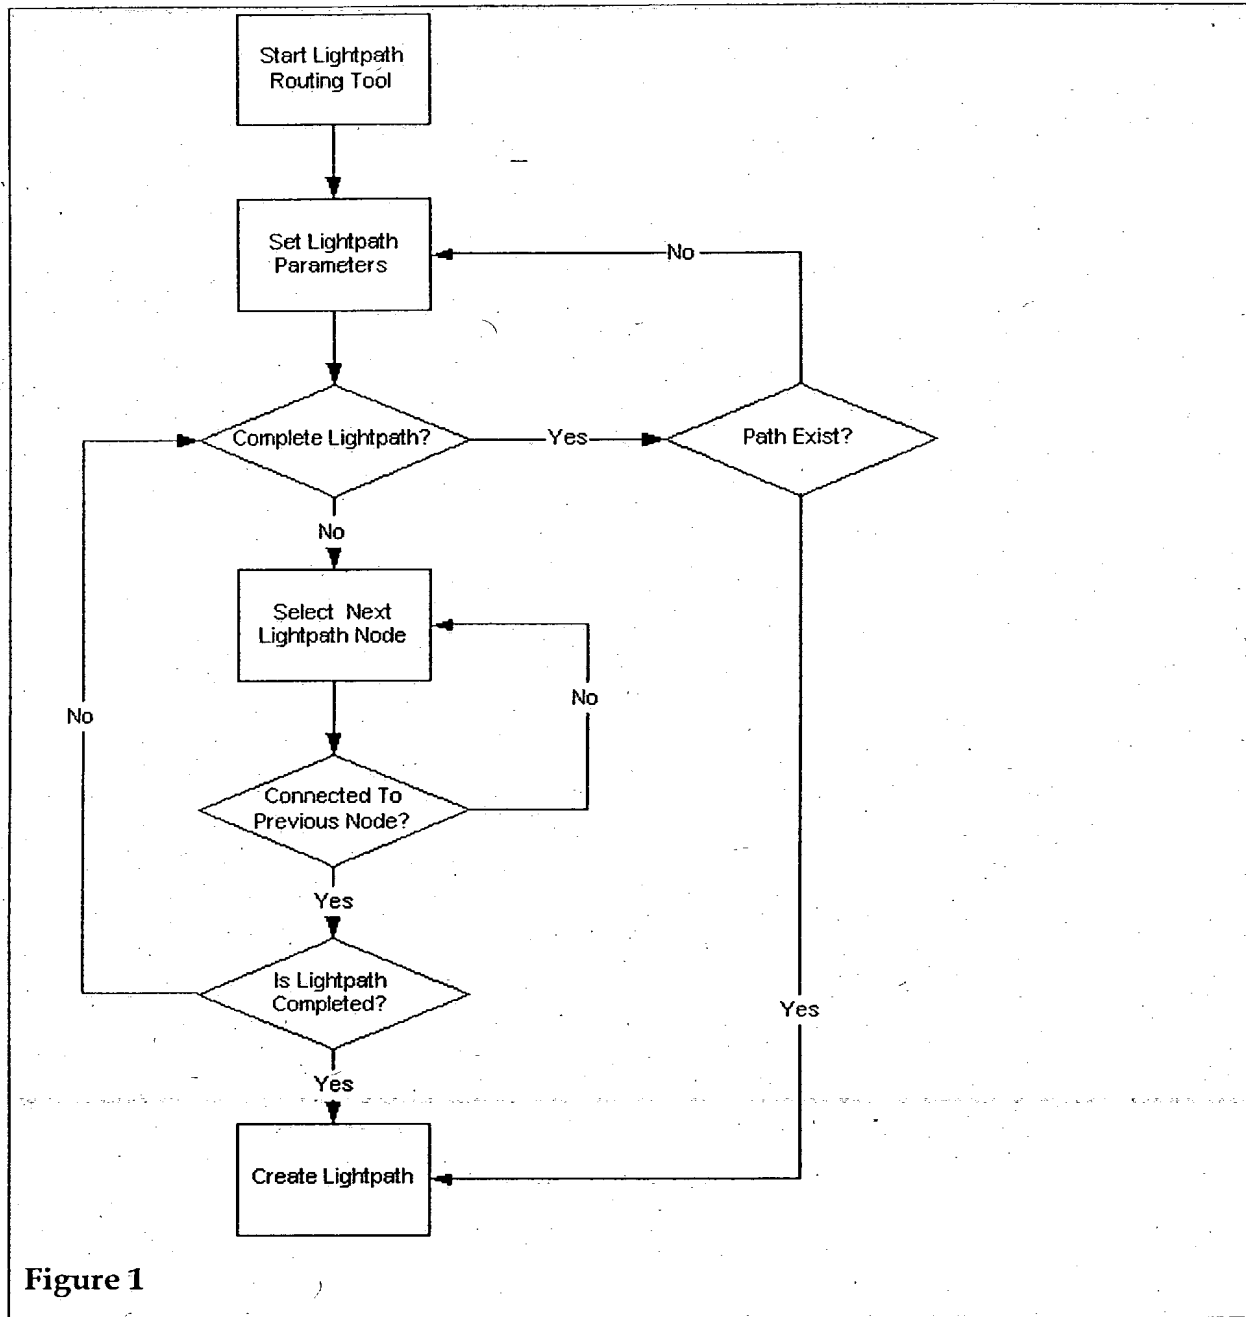 Start Lightpath
Routing Tool
Set Lightpath
Parameters
No
Complete Lightpath?
Yes
Path Exist?
No
Select Next
Lightpath Node
No
No
Connected To
Previous Node?
Yes
Is Lightpath
Completed?
Yes
Yes
Create Lightpath
Figure 1